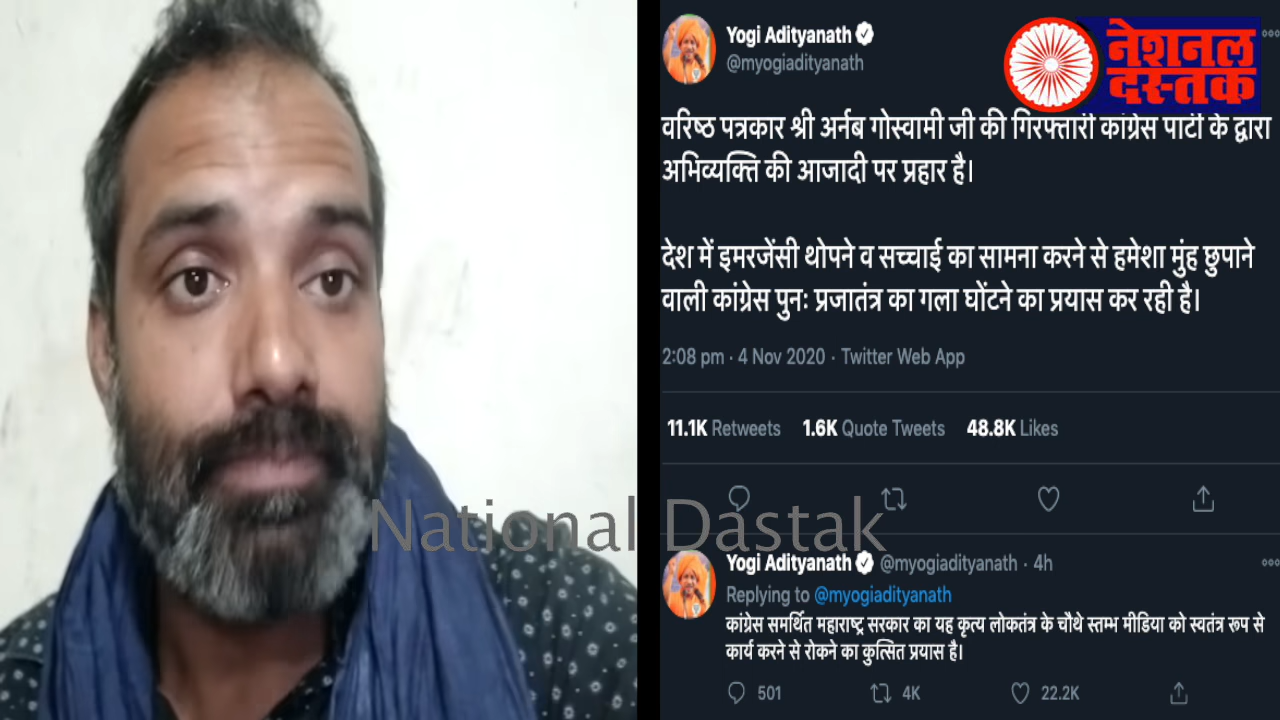 Yogi Adityanath
@myogiadityanath
नेशनल
दस्तक
वरिष्ठ पत्रकार श्री अर्नब गोस्वामी जी की गिरफ्तारी कांग्रेस पार्टी के द्वारा
अभिव्यक्ति की आजादी पर प्रहार है।
देश में इमरजेंसी थोपने व सच्चाई का सामना करने से हमेशा मुंह छुपाने
वाली कांग्रेस पुनः प्रजातंत्र का गला घोंटने का प्रयास कर रही है।
2:08 pm · 4 Nov 2020 · Twitter Web App
11.1K Retweets 1.6K Quote Tweets 48.8K Likes
National Dastak
Yogi Adityanath @myogiadityanath · 4h
Replying to @myogiadityanath
कांग्रेस समर्थित महाराष्ट्र सरकार का यह कृत्य लोकतंत्र के चौथे स्तम्भ मीडिया को स्वतंत्र रूप से
कार्य करने से रोकने का कुत्सित प्रयास है।
501 4K 22.2K